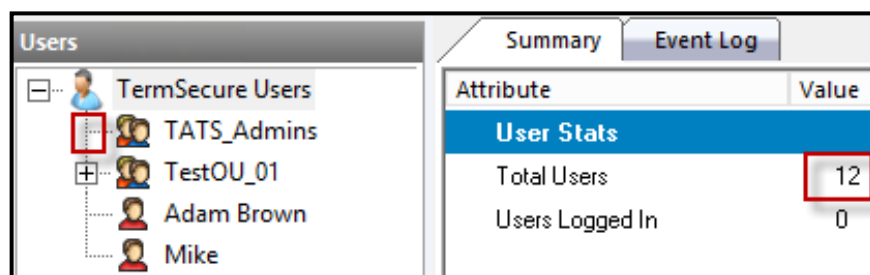 Users
TermSecure Users
TATS_Admins
TestOU_01
Adam Brown
Mike
Summary Event Log
Attribute Value
User Stats
Total Users 12
Users Logged In 0